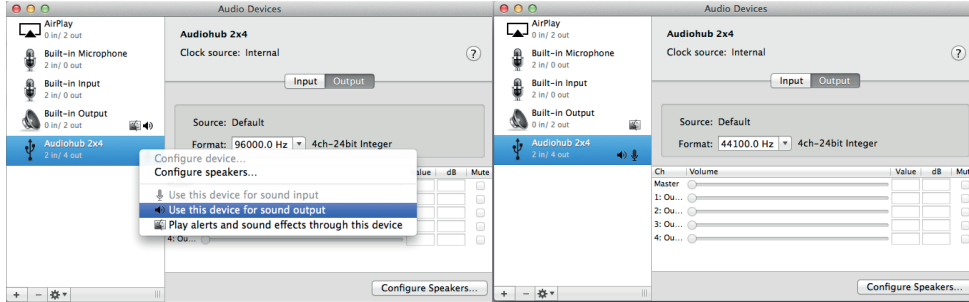 Audio Devices
AirPlay
0 in/ 2 out
Built-in Microphone
2 in/ 0 out
Built-in Input
2 in/ 0 out
Built-in Output
0 in/ 2 out
Audiohub 2x4
2 in/ 4 out
Audiohub 2x4
Clock source: Internal
?
Input Output
Source: Default
Format: 96000.0 Hz 4ch-24bit Integer
Configure device...
Configure speakers...
Use this device for sound input
Use this device for sound output
Play alerts and sound effects through this device
dB Mute
4: Ou...
Configure Speakers...
+ −
Audio Devices
AirPlay
0 in/ 2 out
Built-in Microphone
2 in/ 0 out
Built-in Input
2 in/ 0 out
Built-in Output
0 in/ 2 out
Audiohub 2x4
2 in/ 4 out
Audiohub 2x4
Clock source: Internal
?
Input Output
Source: Default
Format: 44100.0 Hz 4ch-24bit Integer
Ch Volume Value dB Mut
Master
1: Ou...
2: Ou...
3: Ou...
4: Ou...
Configure Speakers...
+ −